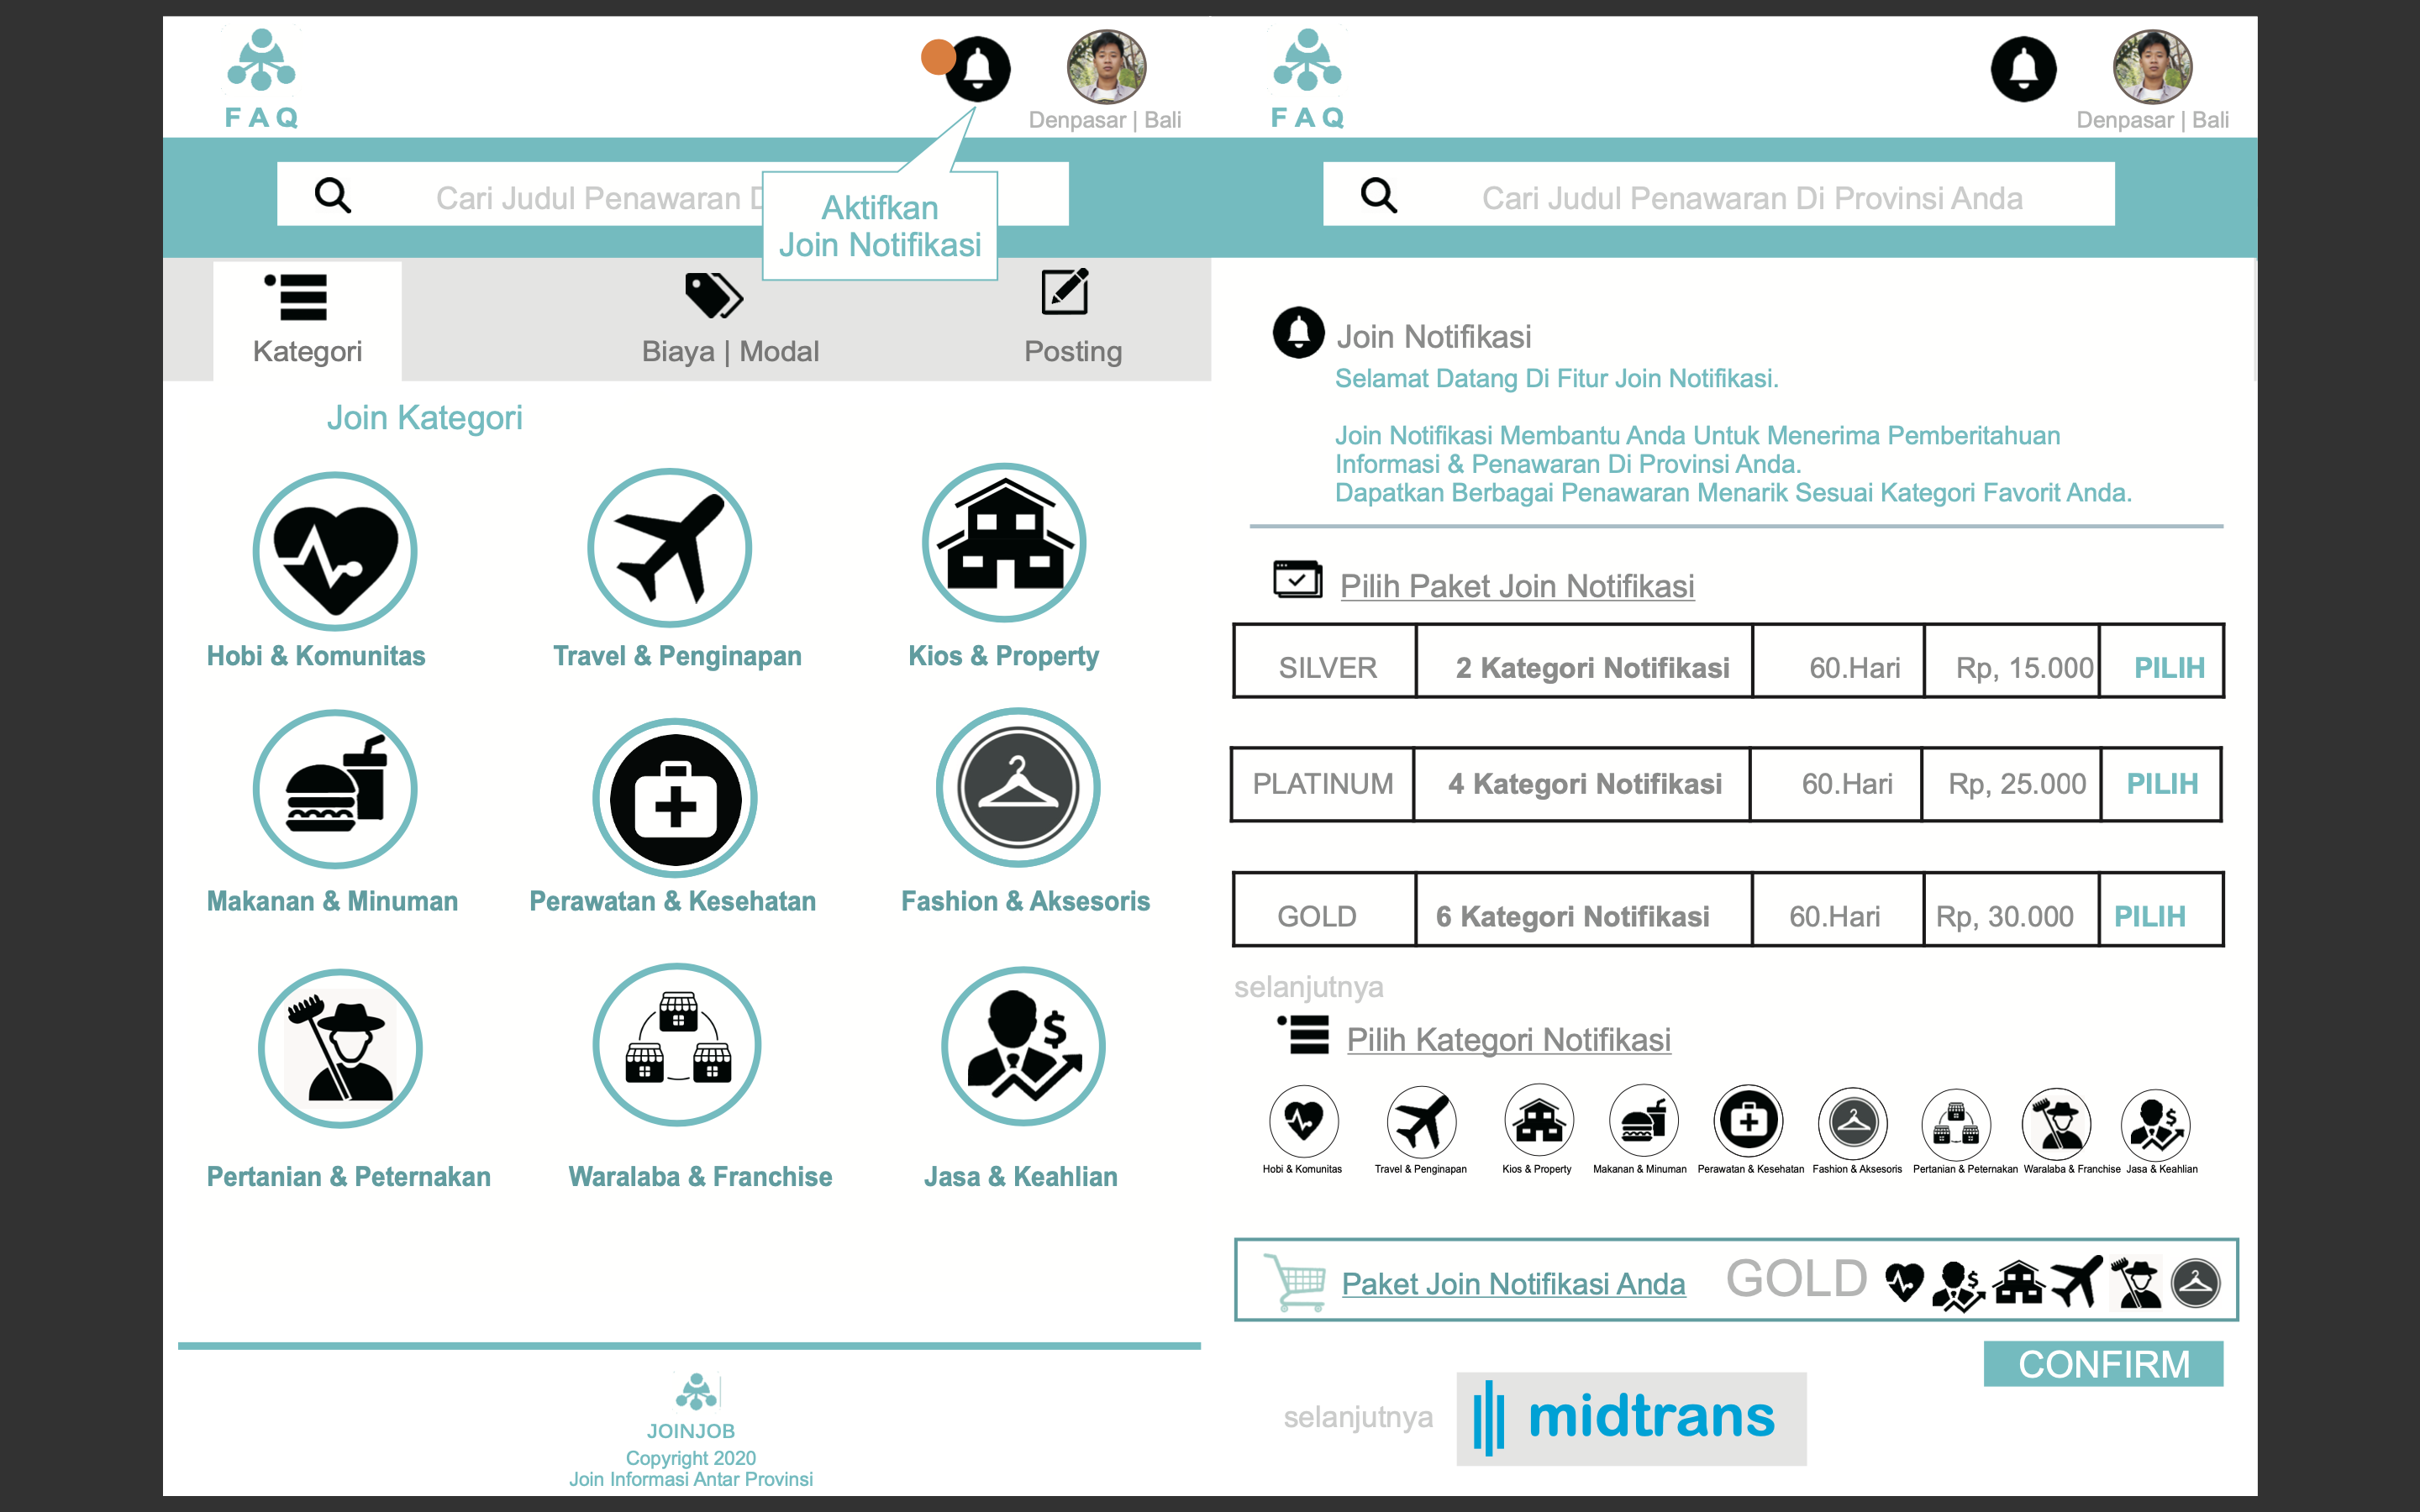 FAQ
Denpasar | Bali
Cari Judul Penawaran D
Aktifkan
Join Notifikasi
Kategori
Biaya | Modal
Posting
Join Kategori
Hobi & Komunitas
Travel & Penginapan
Kios & Property
Makanan & Minuman
Perawatan & Kesehatan
Fashion & Aksesoris
Pertanian & Peternakan
Waralaba & Franchise
Jasa & Keahlian
JOINJOB
Copyright 2020
Join Informasi Antar Provinsi
FAQ
Denpasar | Bali
Cari Judul Penawaran Di Provinsi Anda
Join Notifikasi
Selamat Datang Di Fitur Join Notifikasi.
Join Notifikasi Membantu Anda Untuk Menerima Pemberitahuan
Informasi & Penawaran Di Provinsi Anda.
Dapatkan Berbagai Penawaran Menarik Sesuai Kategori Favorit Anda.
Pilih Paket Join Notifikasi
SILVER 2 Kategori Notifikasi 60.Hari Rp, 15.000 PILIH
PLATINUM 4 Kategori Notifikasi 60.Hari Rp, 25.000 PILIH
GOLD 6 Kategori Notifikasi 60.Hari Rp, 30.000 PILIH
selanjutnya
Pilih Kategori Notifikasi
Hobi & Komunitas Travel & Penginapan Kios & Property Makanan & Minuman Perawatan & Kesehatan Fashion & Aksesoris Pertanian & Peternakan Waralaba & Franchise Jasa & Keahlian
Paket Join Notifikasi Anda GOLD
CONFIRM
selanjutnya midtrans